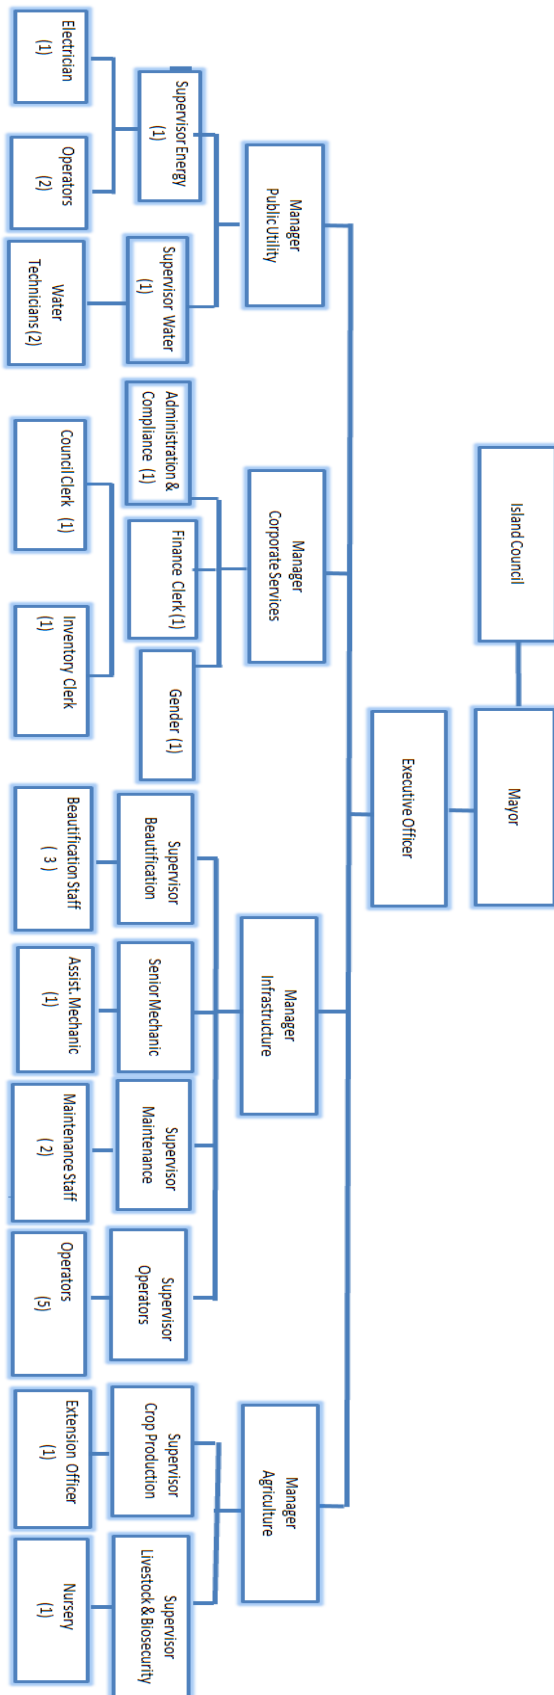 Island Council
Mayor
Executive Officer
Manager
Public Utility
Manager
Corporate Services
Manager
Infrastructure
Manager
Agriculture
Supervisor Energy
(1)
Supervisor Water
(1)
Administration &
Compliance (1)
Finance Clerk (1)
Gender (1)
Supervisor
Beautification
Senior Mechanic
Supervisor
Maintenance
Supervisor
Operators
Supervisor
Crop Production
Supervisor
Livestock & Biosecurity
Electrician
(1)
Operators
(2)
Water
Technicians (2)
Council Clerk (1)
Inventory Clerk
(1)
Beautification Staff
( 3 )
Assist. Mechanic
(1)
Maintenance Staff
( 2)
Operators
(5)
Extension Officer
(1)
Nursery
(1)